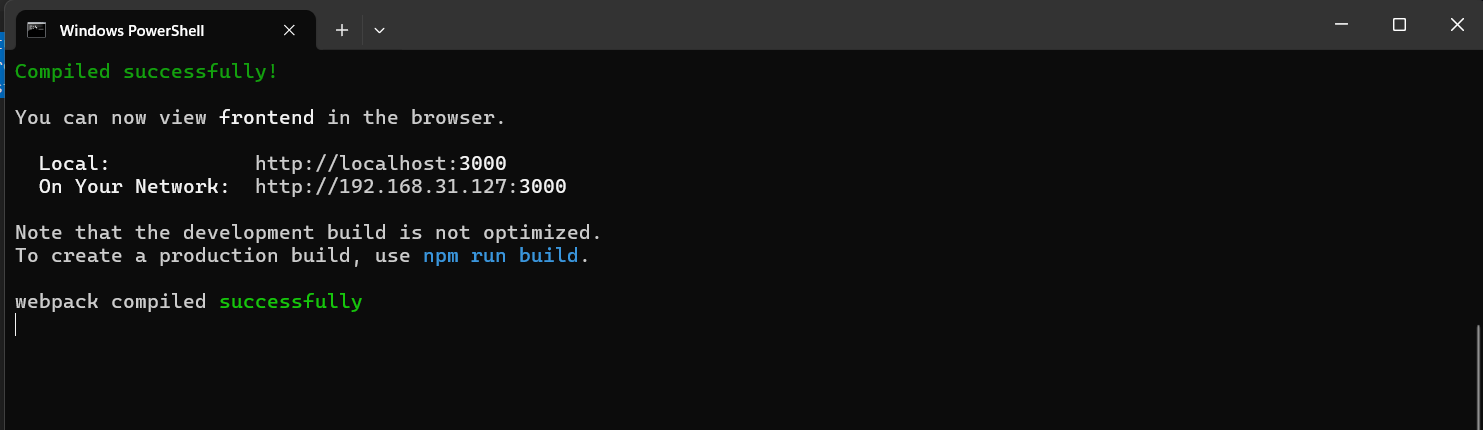 Windows PowerShell
Compiled successfully!
You can now view frontend in the browser.
Local: http://localhost:3000
On Your Network: http://192.168.31.127:3000
Note that the development build is not optimized.
To create a production build, use npm run build.
webpack compiled successfully